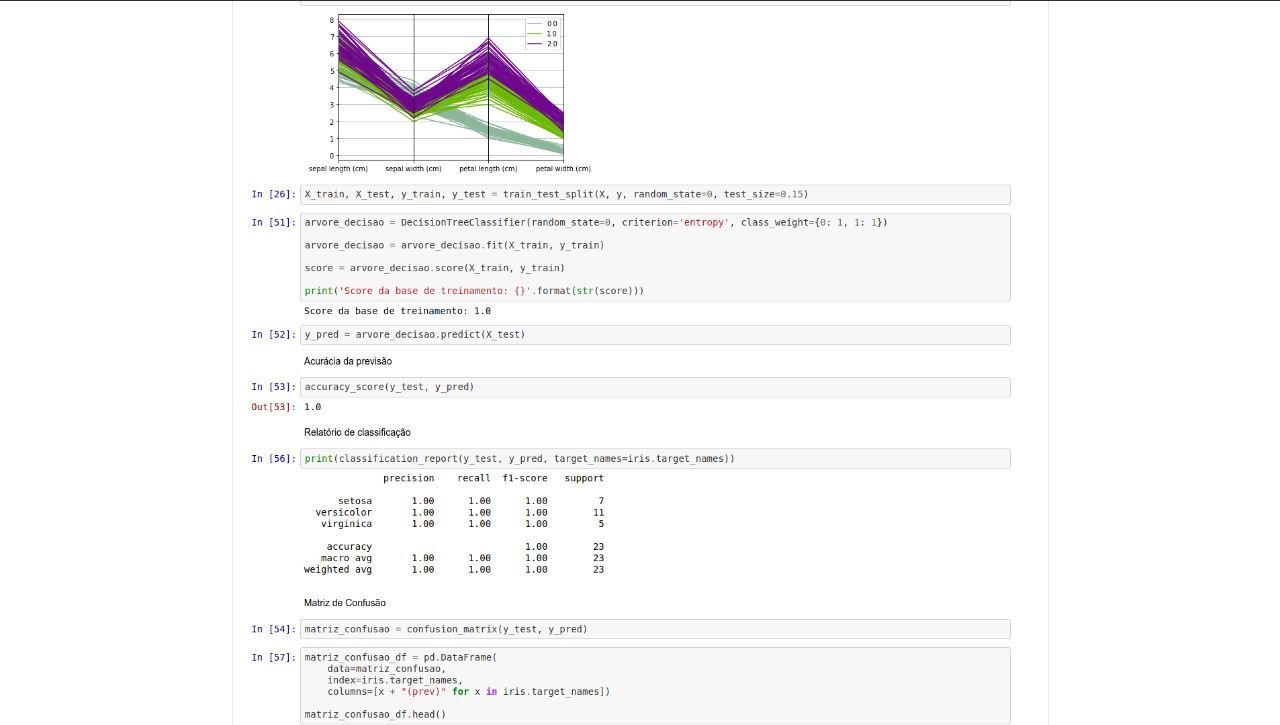 8
0.0
7
1.0
6
2.0
5
4
3
2
1
0
sepal length (cm) sepal width (cm) petal length (cm) petal width (cm)
In [26]: X_train, X_test, y_train, y_test = train_test_split(X, y, random_state=0, test_size=0.15)
In [51]: arvore_decisao = DecisionTreeClassifier(random_state=0, criterion='entropy', class_weight={0: 1, 1: 1})
arvore_decisao = arvore_decisao.fit(X_train, y_train)
score = arvore_decisao.score(X_train, y_train)
print('Score da base de treinamento: {}'.format(str(score)))
Score da base de treinamento: 1.0
In [52]: y_pred = arvore_decisao.predict(X_test)
Acurácia da previsão
In [53]: accuracy_score(y_test, y_pred)
Out[53]: 1.0
Relatório de classificação
In [56]: print(classification_report(y_test, y_pred, target_names=iris.target_names))
precision recall f1-score support
setosa 1.00 1.00 1.00 7
versicolor 1.00 1.00 1.00 11
virginica 1.00 1.00 1.00 5
accuracy 1.00 23
macro avg 1.00 1.00 1.00 23
weighted avg 1.00 1.00 1.00 23
Matriz de Confusão
In [54]: matriz_confusao = confusion_matrix(y_test, y_pred)
In [57]: matriz_confusao_df = pd.DataFrame(
data=matriz_confusao,
index=iris.target_names,
columns=[x + "(prev)" for x in iris.target_names])
matriz_confusao_df.head()